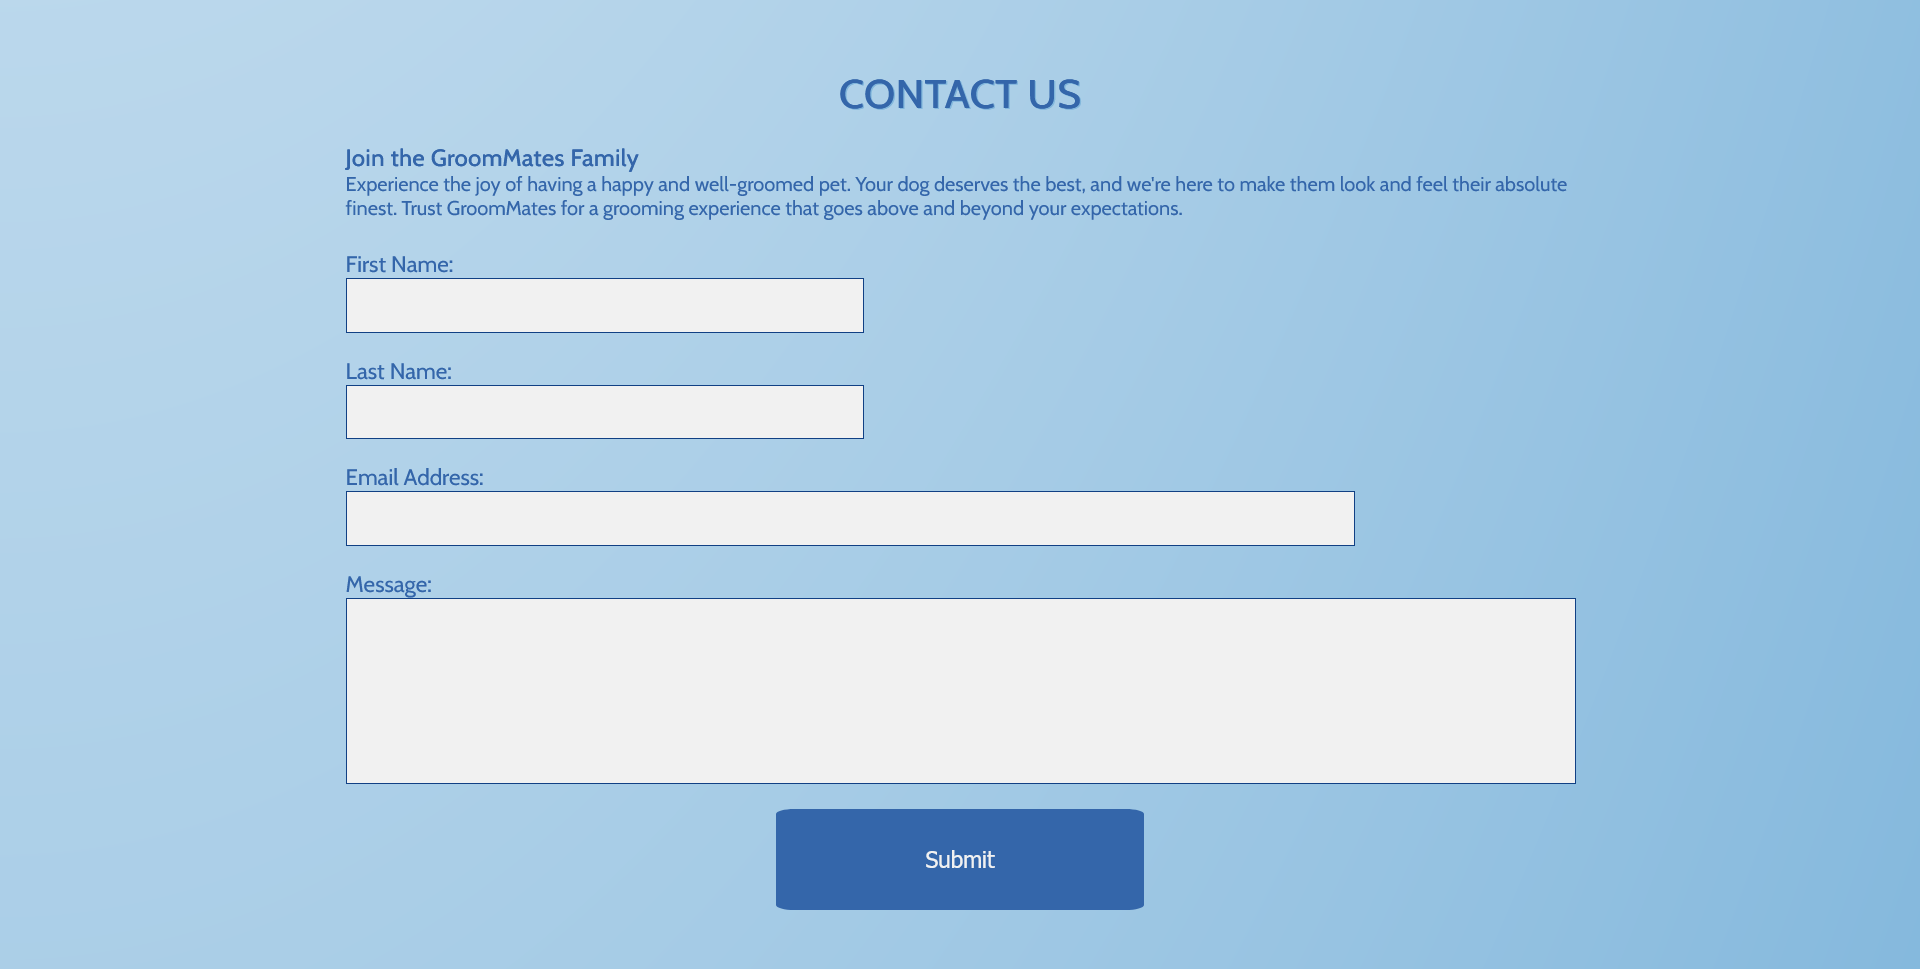 CONTACT US
Join the GroomMates Family
Experience the joy of having a happy and well-groomed pet. Your dog deserves the best, and we're here to make them look and feel their absolute
finest. Trust GroomMates for a grooming experience that goes above and beyond your expectations.
First Name:
Last Name:
Email Address:
Message:
Submit